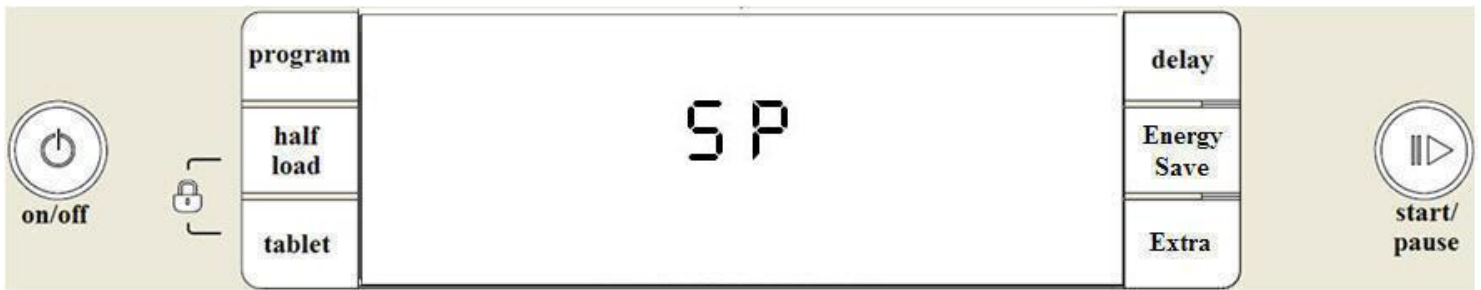 program
half
load
tablet
on/off
SP
delay
Energy
Save
Extra
start/
pause